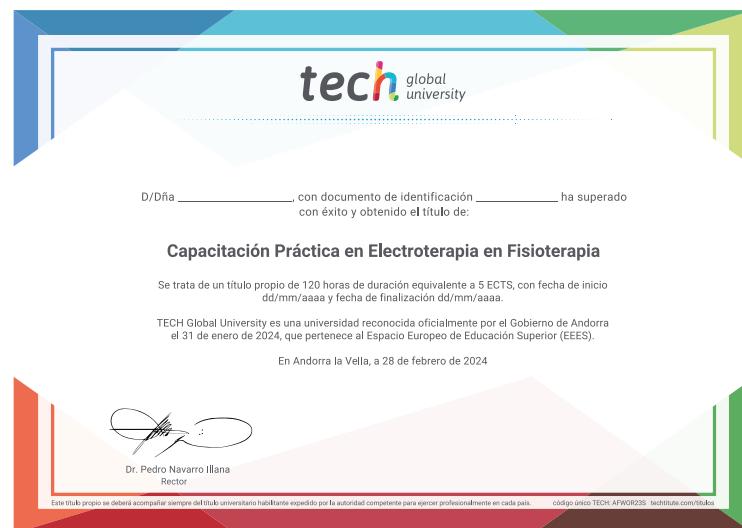 tech global university
D/Dña ____________________, con documento de identificación ______________ ha superado
con éxito y obtenido el título de:
Capacitación Práctica en Electroterapia en Fisioterapia
Se trata de un título propio de 120 horas de duración equivalente a 5 ECTS, con fecha de inicio
dd/mm/aaaa y fecha de finalización dd/mm/aaaa.
TECH Global University es una universidad reconocida oficialmente por el Gobierno de Andorra
el 31 de enero de 2024, que pertenece al Espacio Europeo de Educación Superior (EEES).
En Andorra la Vella, a 28 de febrero de 2024
Dr. Pedro Navarro Illana
Rector
Este título propio se deberá acompañar siempre del título universitario habilitante expedido por la autoridad competente para ejercer profesionalmente en cada país. código único TECH: AFWOR23S techtitute.com/titulos